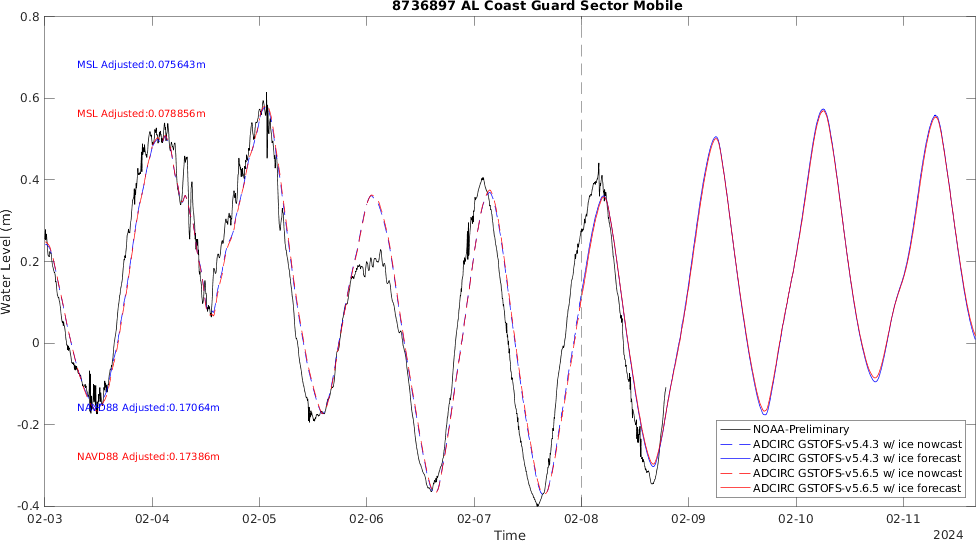 8736897 AL Coast Guard Sector Mobile
0.8
MSL Adjusted:0.075643m
0.6
MSL Adjusted:0.078856m
0.4
0.2
Water Level (m)
0
NAVD88 Adjusted:0.17064m
-0.2
NAVD88 Adjusted:0.17386m
-0.4
NOAA-Preliminary
ADCIRC GSTOFS-v5.4.3 w/ ice nowcast
ADCIRC GSTOFS-v5.4.3 w/ ice forecast
ADCIRC GSTOFS-v5.6.5 w/ ice nowcast
ADCIRC GSTOFS-v5.6.5 w/ ice forecast
02-03 02-04 02-05 02-06 02-07 02-08 02-09 02-10 02-11
Time
2024